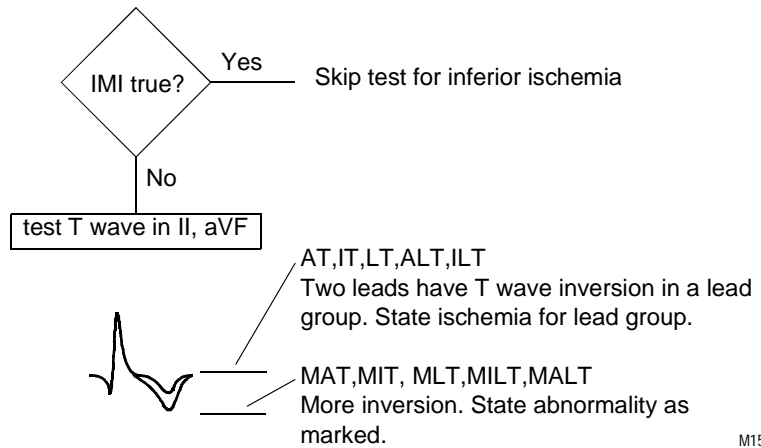 IMI true?
Yes
Skip test for inferior ischemia
No
test T wave in II, aVF
AT,IT,LT,ALT,ILT
Two leads have T wave inversion in a lead
group. State ischemia for lead group.
MAT,MIT, MLT,MILT,MALT
More inversion. State abnormality as
marked.
M15